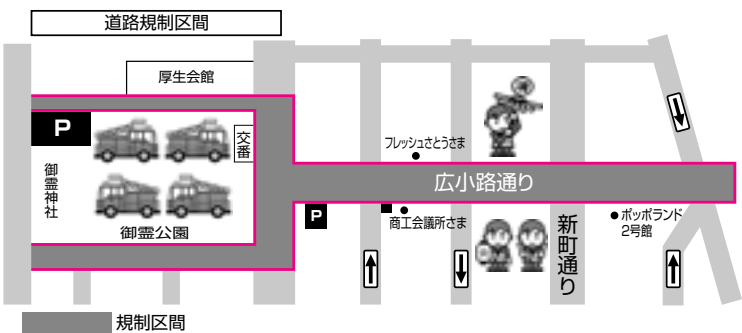 道路規制区間
厚生会館
P
交番
フレッシュさとうさま
御霊神社
広小路通り
P
御霊公園
商工会議所さま
新町通り
ポッポランド
2号館
規制区間